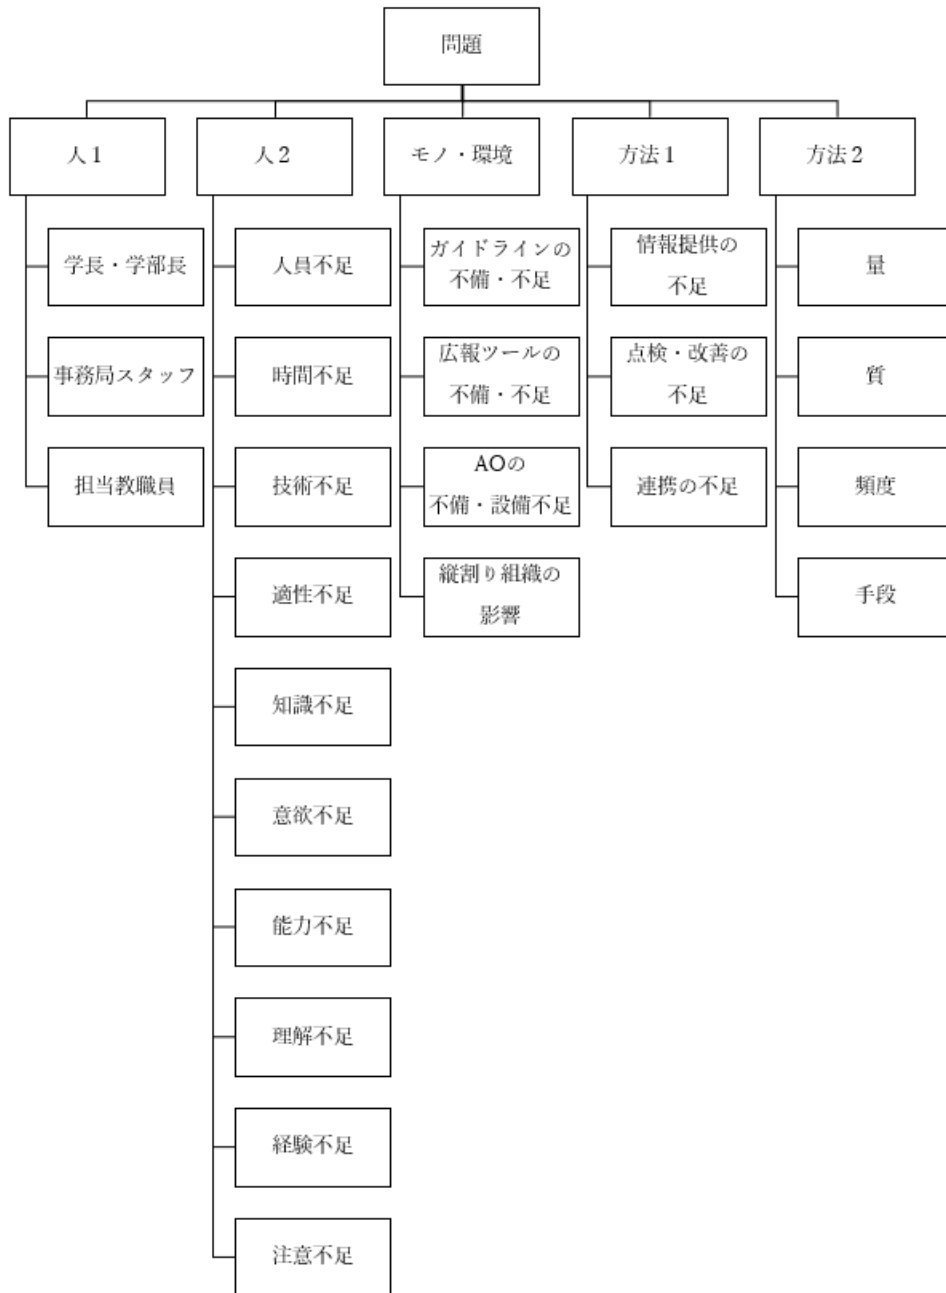 問題
人1
人2
モノ・環境
方法1
方法2
学長・学部長
事務局スタッフ
担当教職員
人員不足
時間不足
技術不足
適性不足
知識不足
意欲不足
能力不足
理解不足
経験不足
注意不足
ガイドラインの
不備・不足
広報ツールの
不備・不足
AOの
不備・設備不足
縦割り組織の
影響
情報提供の
不足
点検・改善の
不足
連携の不足
量
質
頻度
手段